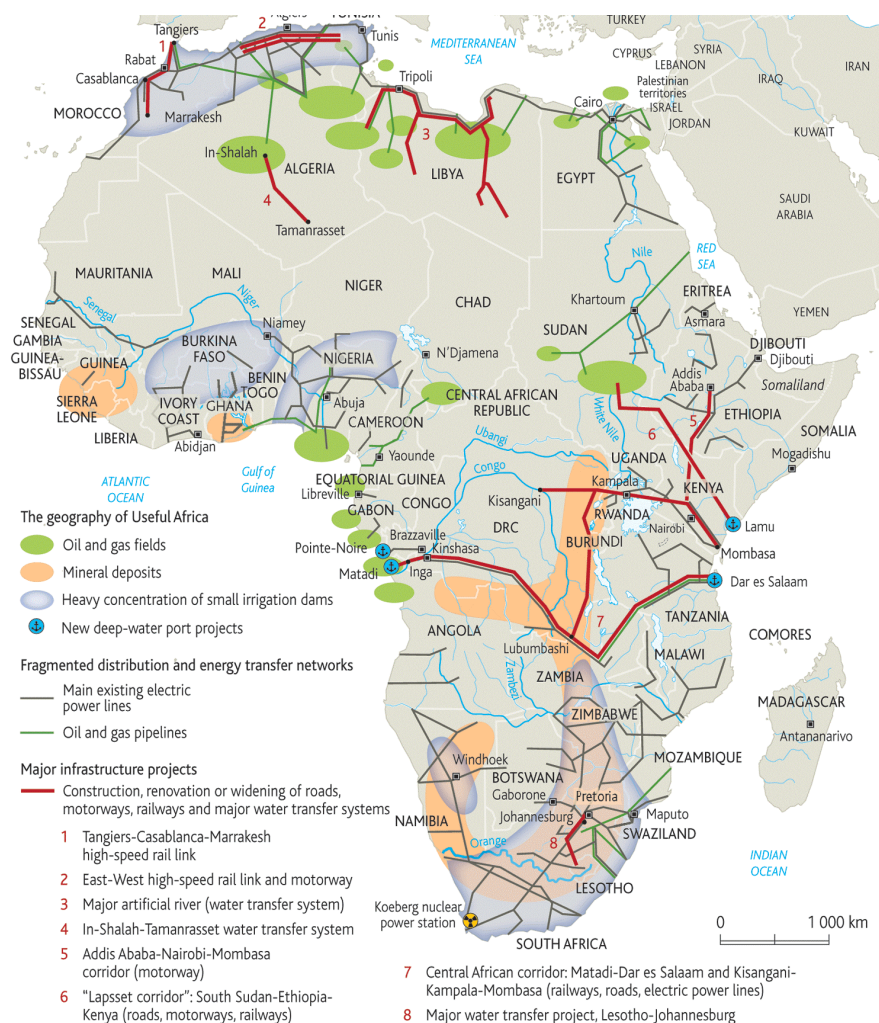 TURKEY
Tangiers
2
Algiers
TUNISIA
Tunis
MEDITERRANEAN
SEA
CYPRUS
SYRIA
LEBANON
IRAN
1
Rabat
Casablanca
Tripoli
Palestinian
territories
IRAQ
Cairo
ISRAEL
JORDAN
MOROCCO
Marrakesh
3
KUWAIT
In-Shalah
ALGERIA
LIBYA
EGYPT
SAUDI
ARABIA
4
Tamanrasset
Nile
RED
SEA
MAURITANIA
MALI
NIGER
CHAD
Senegal
Niger
Khartoum
ERITREA
Asmara
YEMEN
SENEGAL
GAMBIA
GUINEA-
BISSAU
GUINEA
Niamey
BURKINA
FASO
NIGERIA
N'Djamena
SUDAN
DJIBOUTI
Djibouti
BENIN
TOGO
Addis
Ababa
Somaliland
SIERRA
LEONE
IVORY
COAST
GHANA
Abuja
CENTRAL AFRICAN
REPUBLIC
White Nile
5
ETHIOPIA
CAMEROON
6
SOMALIA
LIBERIA
Abidjan
Yaounde
Ubangi
UGANDA
Mogadishu
ATLANTIC
OCEAN
Gulf of
Guinea
EQUATORIAL GUINEA
Congo
Kampala
KENYA
Libreville
CONGO
Kisangani
GABON
RWANDA
Nairobi
Lamu
DRC
BURUNDI
Brazzaville
Pointe-Noire
Kinshasa
Mombasa
Matadi
Inga
Dar es Salaam
7
TANZANIA
ANGOLA
COMORES
Lubumbashi
MALAWI
Zambezi
ZAMBIA
MADAGASCAR
ZIMBABWE
Antananarivo
Windhoek
MOZAMBIQUE
BOTSWANA
Gaborone
Pretoria
Johannesburg
Maputo
NAMIBIA
SWAZILAND
Orange
8
INDIAN
OCEAN
LESOTHO
Koeberg nuclear
power station
SOUTH AFRICA
0
1 000 km
The geography of Useful Africa
Oil and gas fields
Mineral deposits
Heavy concentration of small irrigation dams
New deep-water port projects
Fragmented distribution and energy transfer networks
Main existing electric
power lines
Oil and gas pipelines
Major infrastructure projects
Construction, renovation or widening of roads,
motorways, railways and major water transfer systems
1 Tangiers-Casablanca-Marrakesh
high-speed rail link
2 East-West high-speed rail link and motorway
3 Major artificial river (water transfer system)
4 In-Shalah-Tamanrasset water transfer system
5 Addis Ababa-Nairobi-Mombasa
corridor (motorway)
6 “Lapsset corridor”: South Sudan-Ethiopia-
Kenya (roads, motorways, railways)
7 Central African corridor: Matadi-Dar es Salaam and Kisangani-
Kampala-Mombasa (railways, roads, electric power lines)
8 Major water transfer project, Lesotho-Johannesburg